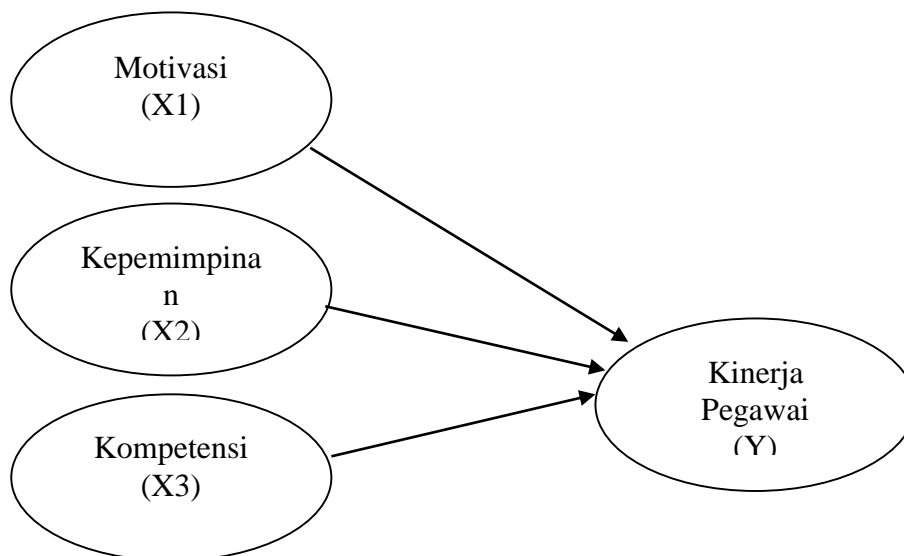 Motivasi
(X1)
Kepemimpina
n
(X2)
Kompetensi
(X3)
Kinerja
Pegawai
(Y)